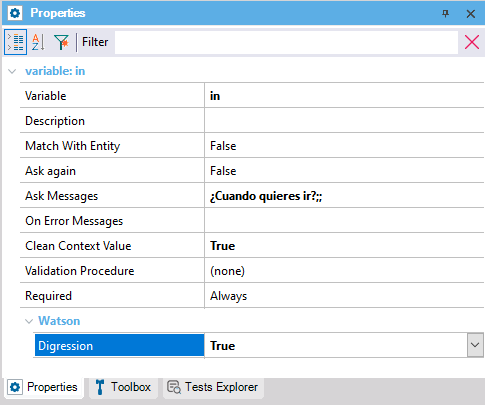 Properties
Filter
variable: in
Variable in
Description
Match With Entity False
Ask again False
Ask Messages ¿Cuando quieres ir?;;
On Error Messages
Clean Context Value True
Validation Procedure (none)
Required Always
Watson
Digression True
Properties Toolbox Tests Explorer